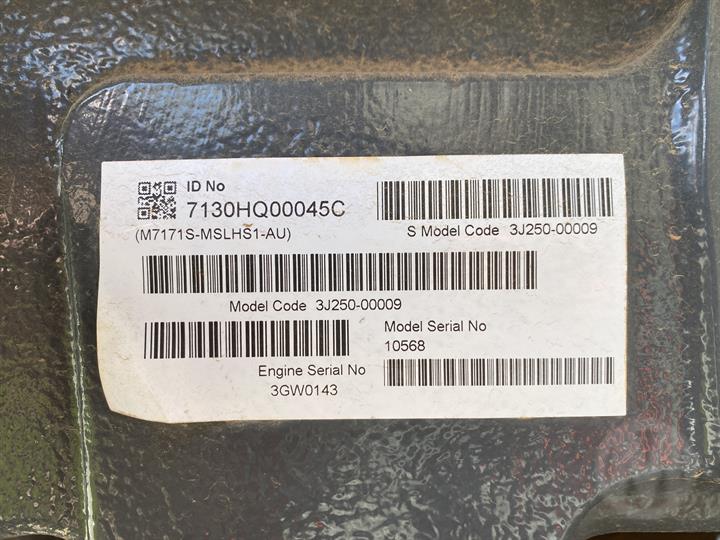 ID No
7130HQ00045C
(M7171S-MSLHS1-AU)
S Model Code 3J250-00009
Model Code 3J250-00009
Model Serial No
10568
Engine Serial No
3GW0143